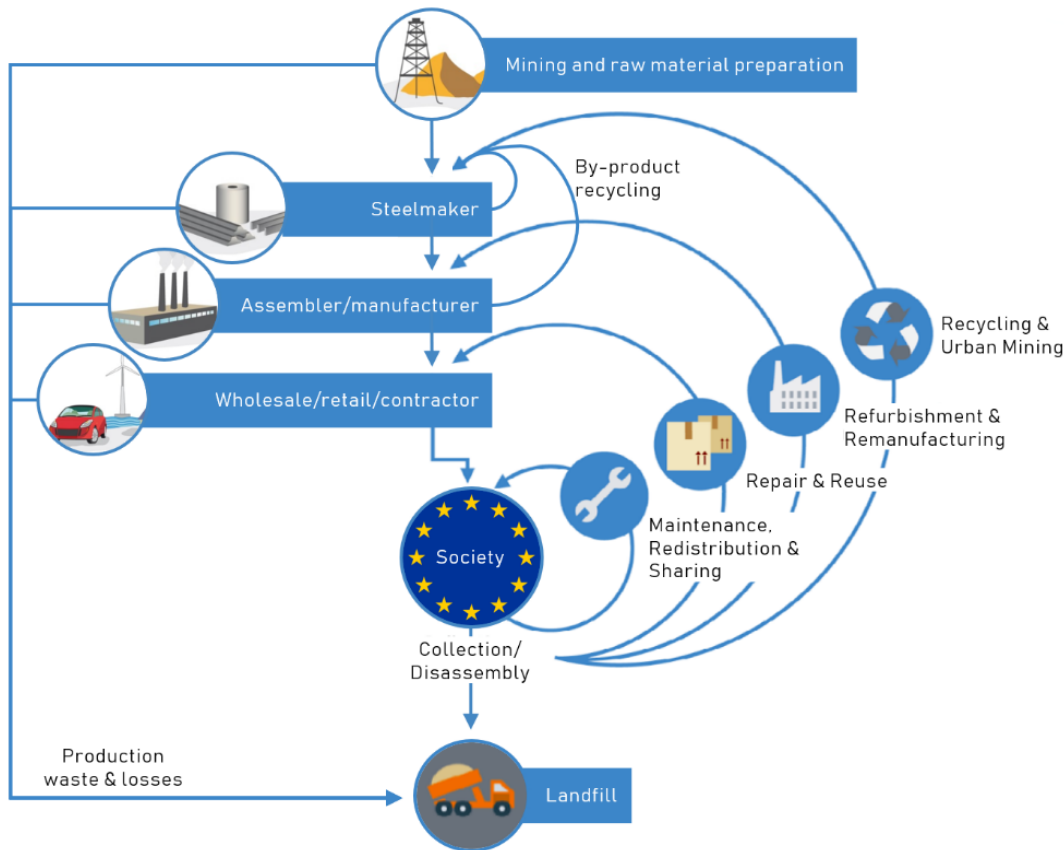 Mining and raw material preparation
By-product
recycling
Steelmaker
Assembler/manufacturer
Recycling &
Urban Mining
Wholesale/retail/contractor
Refurbishment &
Remanufacturing
Repair & Reuse
Maintenance,
Redistribution &
Sharing
Society
Collection/
Disassembly
Production
waste & losses
Landfill